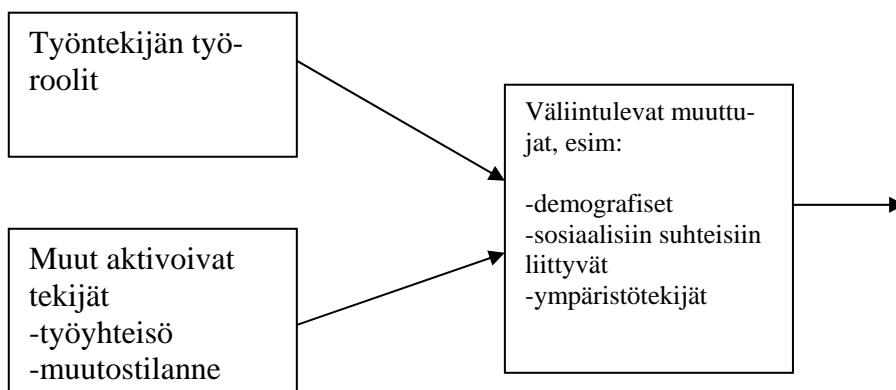 Työntekijän työ-
roolit
Muut aktivoivat
tekijät
-työyhteisö
-muutostilanne
Väliintulevat muuttu-
jat, esim:
-demografiset
-sosiaalisiin suhteisiin
liittyvät
-ympäristötekijät